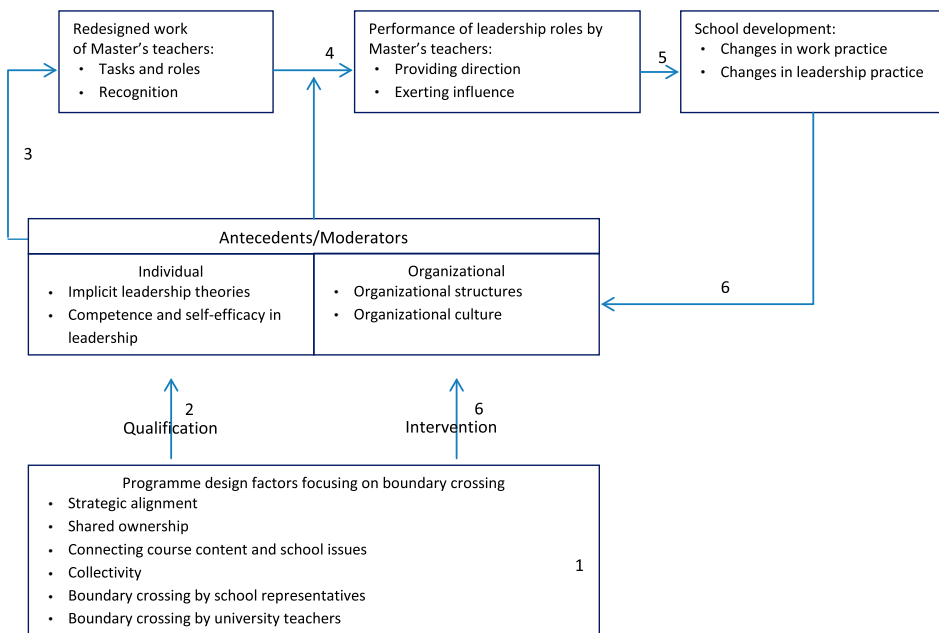 Redesigned work
of Master's teachers:
• Tasks and roles
• Recognition
4
Performance of leadership roles by
Master's teachers:
• Providing direction
• Exerting influence
5
School development:
• Changes in work practice
• Changes in leadership practice
3
Antecedents/Moderators
Individual
• Implicit leadership theories
• Competence and self-efficacy in
leadership
Organizational
• Organizational structures
• Organizational culture
6
2
Qualification
6
Intervention
Programme design factors focusing on boundary crossing
• Strategic alignment
• Shared ownership
• Connecting course content and school issues
• Collectivity
• Boundary crossing by school representatives
• Boundary crossing by university teachers
1